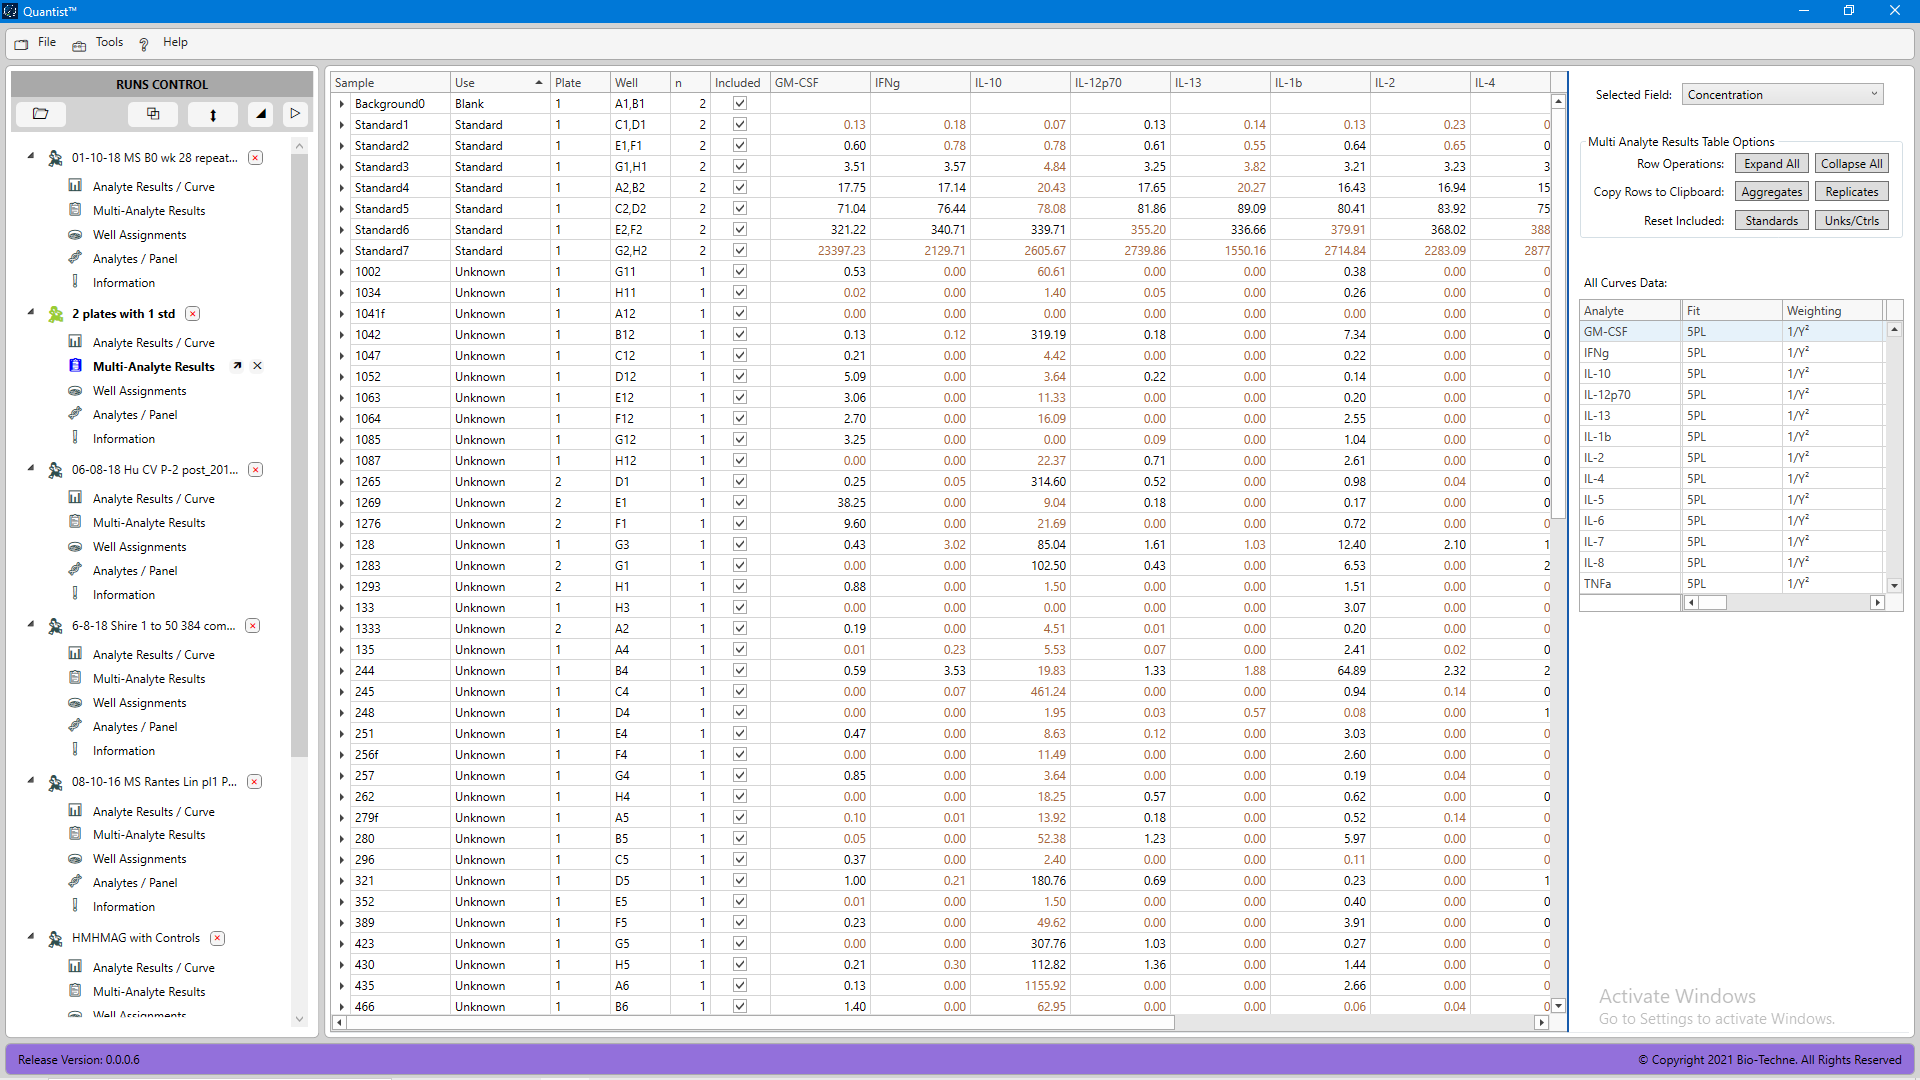 Quantist™
File Tools Help
RUNS CONTROL
01-10-18 MS B0 wk 28 repeat...
Analyte Results / Curve
Multi-Analyte Results
Well Assignments
Analytes / Panel
Information
2 plates with 1 std
Analyte Results / Curve
Multi-Analyte Results
Well Assignments
Analytes / Panel
Information
06-08-18 Hu CV P-2 post_201...
Analyte Results / Curve
Multi-Analyte Results
Well Assignments
Analytes / Panel
Information
6-8-18 Shire 1 to 50 384 com...
Analyte Results / Curve
Multi-Analyte Results
Well Assignments
Analytes / Panel
Information
08-10-16 MS Rantes Lin pl1 P...
Analyte Results / Curve
Multi-Analyte Results
Well Assignments
Analytes / Panel
Information
HMHMAG with Controls
Analyte Results / Curve
Multi-Analyte Results
Well Assignments
Sample Use Plate Well n Included GM-CSF IFNg IL-10 IL-12p70 IL-13 IL-1b IL-2 IL-4
Background0 Blank 1 A1,B1 2
Standard1 Standard 1 C1,D1 2 0.13 0.18 0.07 0.13 0.14 0.13 0.23 0
Standard2 Standard 1 E1,F1 2 0.60 0.78 0.78 0.61 0.55 0.64 0.65 0
Standard3 Standard 1 G1,H1 2 3.51 3.57 4.84 3.25 3.82 3.21 3.23 3
Standard4 Standard 1 A2,B2 2 17.75 17.14 20.43 17.65 20.27 16.43 16.94 15
Standard5 Standard 1 C2,D2 2 71.04 76.44 78.08 81.86 89.09 80.41 83.92 75
Standard6 Standard 1 E2,F2 2 321.22 340.71 339.71 355.20 336.66 379.91 368.02 388
Standard7 Standard 1 G2,H2 2 23397.23 2129.71 2605.67 2739.86 1550.16 2714.84 2283.09 2877
1002 Unknown 1 G11 1 0.53 0.00 60.61 0.00 0.00 0.38 0.00 0
1034 Unknown 1 H11 1 0.02 0.00 1.40 0.05 0.00 0.26 0.00 0
1041f Unknown 1 A12 1 0.00 0.00 0.00 0.00 0.00 0.00 0.00 0
1042 Unknown 1 B12 1 0.13 0.12 319.19 0.18 0.00 7.34 0.00 0
1047 Unknown 1 C12 1 0.21 0.00 4.42 0.00 0.00 0.22 0.00 0
1052 Unknown 1 D12 1 5.09 0.00 3.64 0.22 0.00 0.14 0.00 0
1063 Unknown 1 E12 1 3.06 0.00 11.33 0.00 0.00 0.20 0.00 0
1064 Unknown 1 F12 1 2.70 0.00 16.09 0.00 0.00 2.55 0.00 0
1085 Unknown 1 G12 1 3.25 0.00 0.00 0.09 0.00 1.04 0.00 0
1087 Unknown 1 H12 1 0.00 0.00 22.37 0.71 0.00 2.61 0.00 0
1265 Unknown 2 D1 1 0.25 0.05 314.60 0.52 0.00 0.98 0.04 0
1269 Unknown 2 E1 1 38.25 0.00 9.04 0.18 0.00 0.17 0.00 0
1276 Unknown 2 F1 1 9.60 0.00 21.69 0.00 0.00 0.72 0.00 0
128 Unknown 1 G3 1 0.43 3.02 85.04 1.61 1.03 12.40 2.10 1
1283 Unknown 2 G1 1 0.00 0.00 102.50 0.43 0.00 6.53 0.00 2
1293 Unknown 2 H1 1 0.88 0.00 1.50 0.00 0.00 1.51 0.00 0
133 Unknown 1 H3 1 0.00 0.00 0.00 0.00 0.00 3.07 0.00 0
1333 Unknown 2 A2 1 0.19 0.00 4.51 0.01 0.00 0.20 0.00 0
135 Unknown 1 A4 1 0.01 0.23 5.53 0.07 0.00 2.41 0.02 0
244 Unknown 1 B4 1 0.59 3.53 19.83 1.33 1.88 64.89 2.32 2
245 Unknown 1 C4 1 0.00 0.07 461.24 0.00 0.00 0.94 0.14 0
248 Unknown 1 D4 1 0.00 0.00 1.95 0.03 0.57 0.08 0.00 1
251 Unknown 1 E4 1 0.47 0.00 8.63 0.12 0.00 3.03 0.00 0
256f Unknown 1 F4 1 0.00 0.00 11.49 0.00 0.00 2.60 0.00 0
257 Unknown 1 G4 1 0.85 0.00 3.64 0.00 0.00 0.19 0.04 0
262 Unknown 1 H4 1 0.00 0.00 18.25 0.57 0.00 0.62 0.00 0
279f Unknown 1 A5 1 0.10 0.01 13.92 0.18 0.00 0.52 0.14 0
280 Unknown 1 B5 1 0.05 0.00 52.38 1.23 0.00 5.97 0.00 0
296 Unknown 1 C5 1 0.37 0.00 2.40 0.00 0.00 0.11 0.00 0
321 Unknown 1 D5 1 1.00 0.21 180.76 0.69 0.00 0.23 0.00 1
352 Unknown 1 E5 1 0.01 0.00 1.50 0.00 0.00 0.40 0.00 0
389 Unknown 1 F5 1 0.23 0.00 49.62 0.00 0.00 3.91 0.00 0
423 Unknown 1 G5 1 0.00 0.00 307.76 1.03 0.00 0.27 0.00 0
430 Unknown 1 H5 1 0.21 0.30 112.82 1.36 0.00 1.44 0.00 0
435 Unknown 1 A6 1 0.13 0.00 1155.92 0.00 0.00 2.66 0.00 0
466 Unknown 1 B6 1 1.40 0.00 62.95 0.00 0.00 0.06 0.04 0
Selected Field: Concentration
Multi Analyte Results Table Options
Row Operations: Expand All Collapse All
Copy Rows to Clipboard: Aggregates Replicates
Reset Included: Standards Unks/Ctrls
All Curves Data:
Analyte Fit Weighting
GM-CSF 5PL 1/Y²
IFNg 5PL 1/Y²
IL-10 5PL 1/Y²
IL-12p70 5PL 1/Y²
IL-13 5PL 1/Y²
IL-1b 5PL 1/Y²
IL-2 5PL 1/Y²
IL-4 5PL 1/Y²
IL-5 5PL 1/Y²
IL-6 5PL 1/Y²
IL-7 5PL 1/Y²
IL-8 5PL 1/Y²
TNFa 5PL 1/Y²
Activate Windows
Go to Settings to activate Windows.
Release Version: 0.0.0.6
© Copyright 2021 Bio-Techne. All Rights Reserved